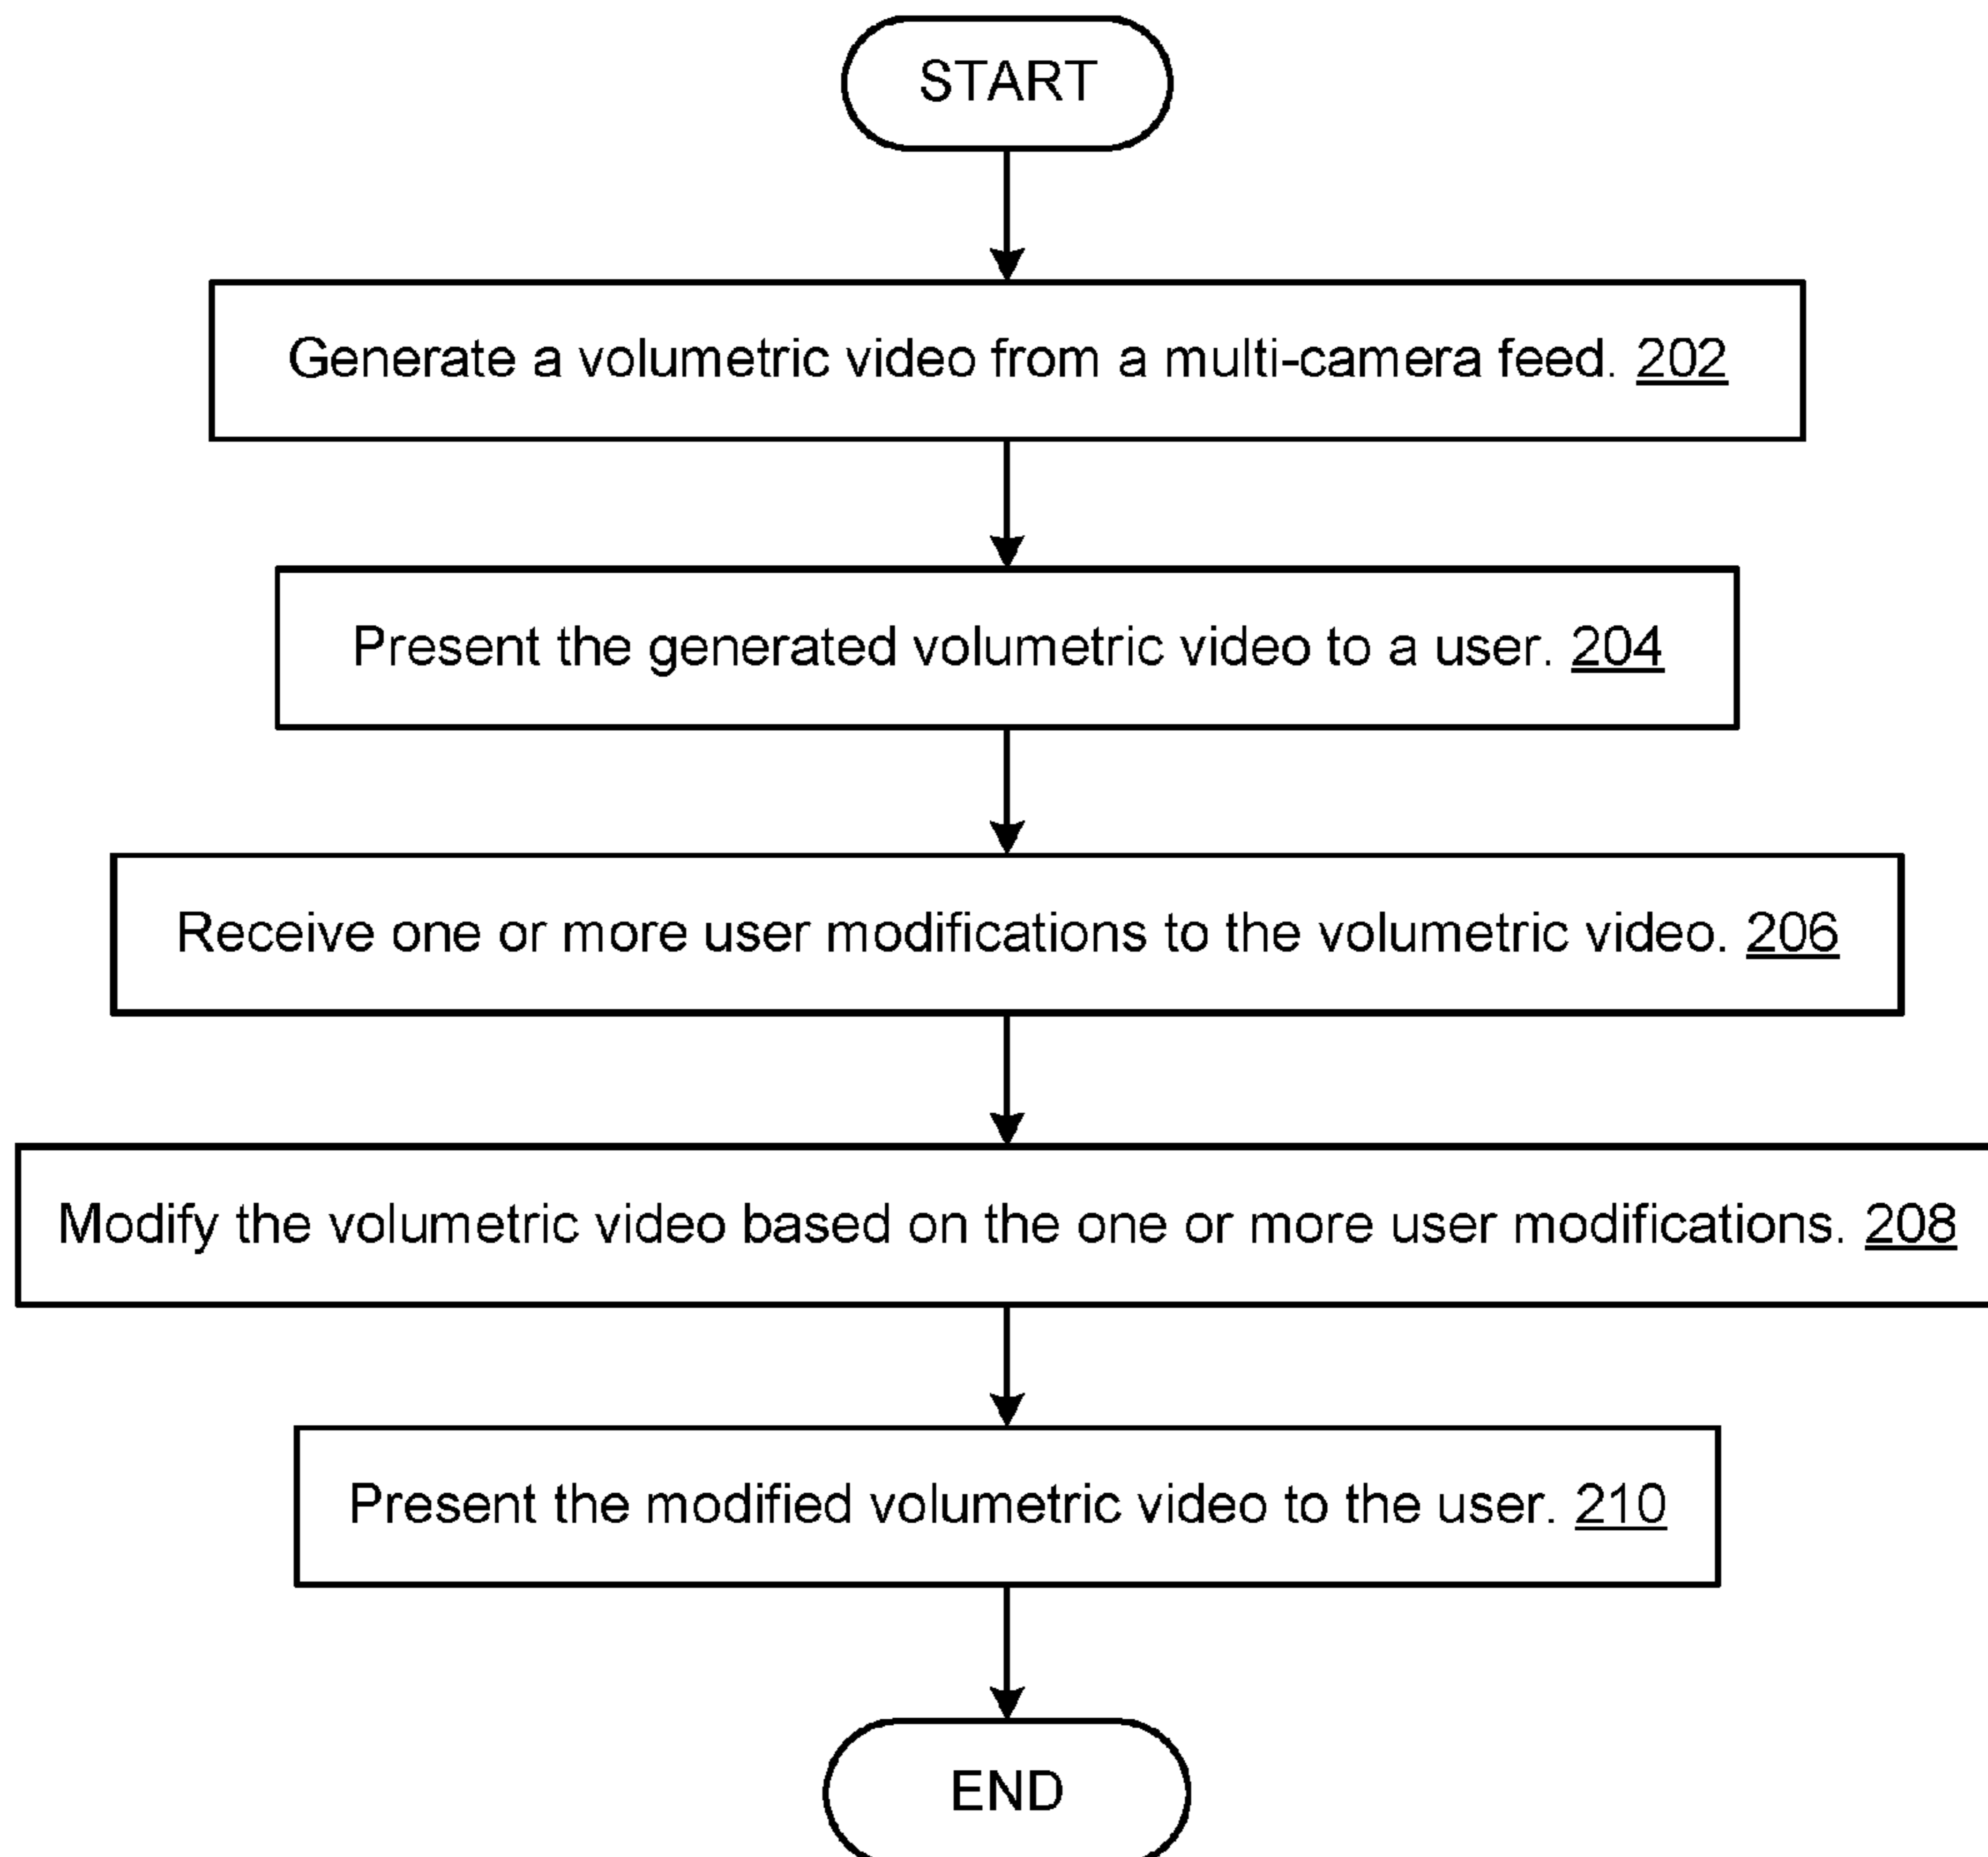 START
Generate a volumetric video from a multi-camera feed. 202
Present the generated volumetric video to a user. 204
Receive one or more user modifications to the volumetric video. 206
Modify the volumetric video based on the one or more user modifications. 208
Present the modified volumetric video to the user. 210
END